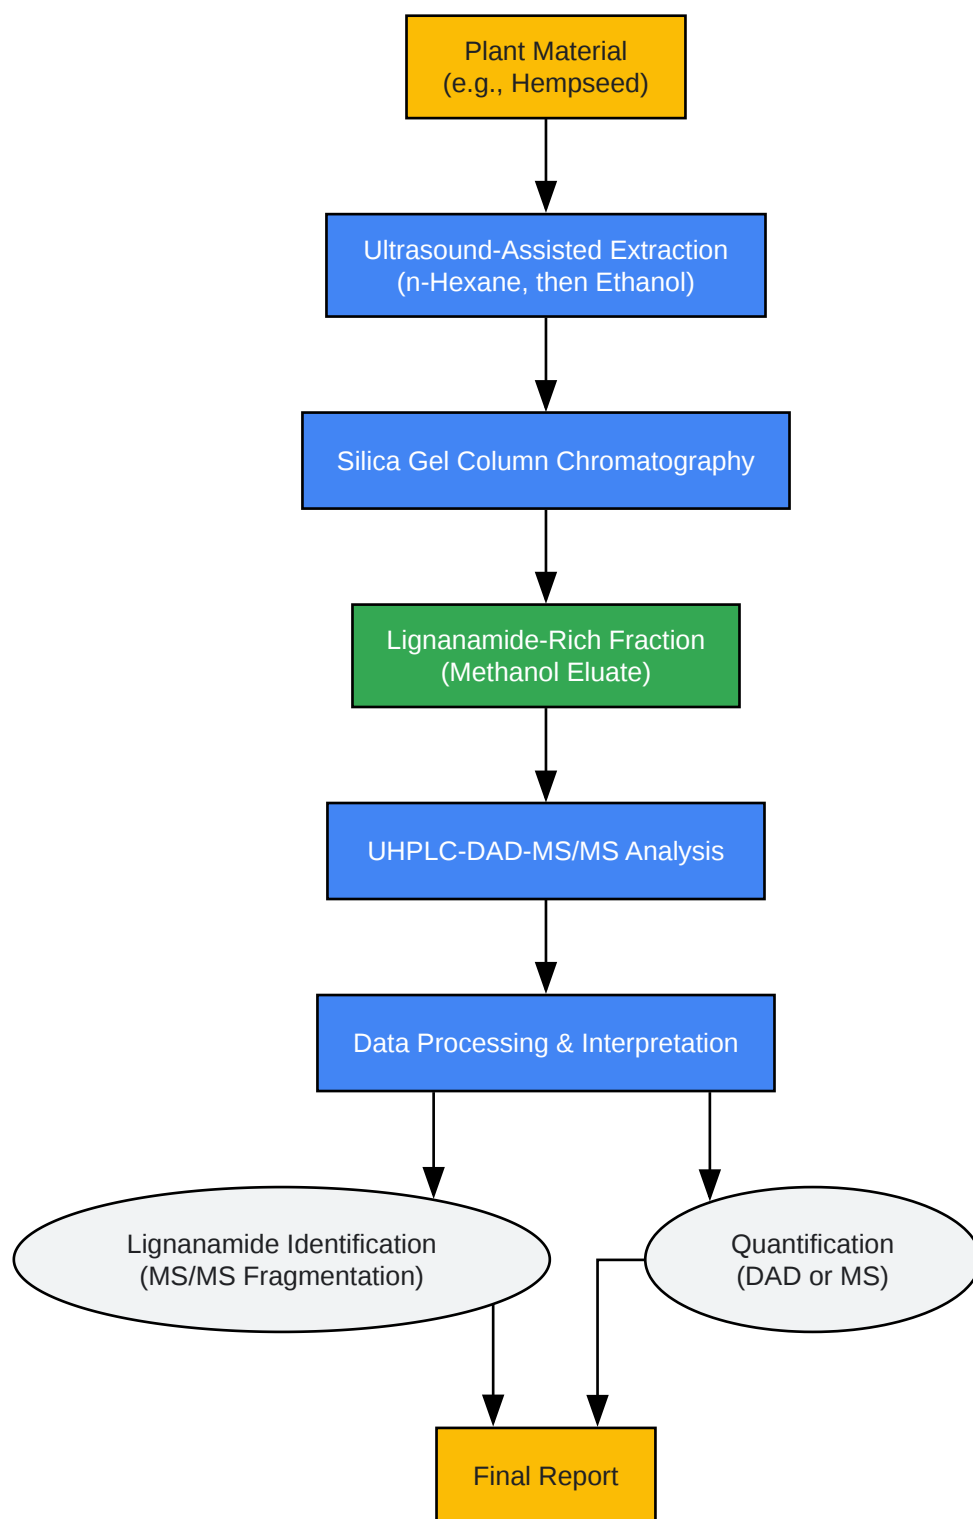 Plant Material
(e.g., Hempseed)
Ultrasound-Assisted Extraction
(n-Hexane, then Ethanol)
Silica Gel Column Chromatography
Lignanamide-Rich Fraction
(Methanol Eluate)
UHPLC-DAD-MS/MS Analysis
Data Processing & Interpretation
Lignanamide Identification
(MS/MS Fragmentation)
Quantification
(DAD or MS)
Final Report